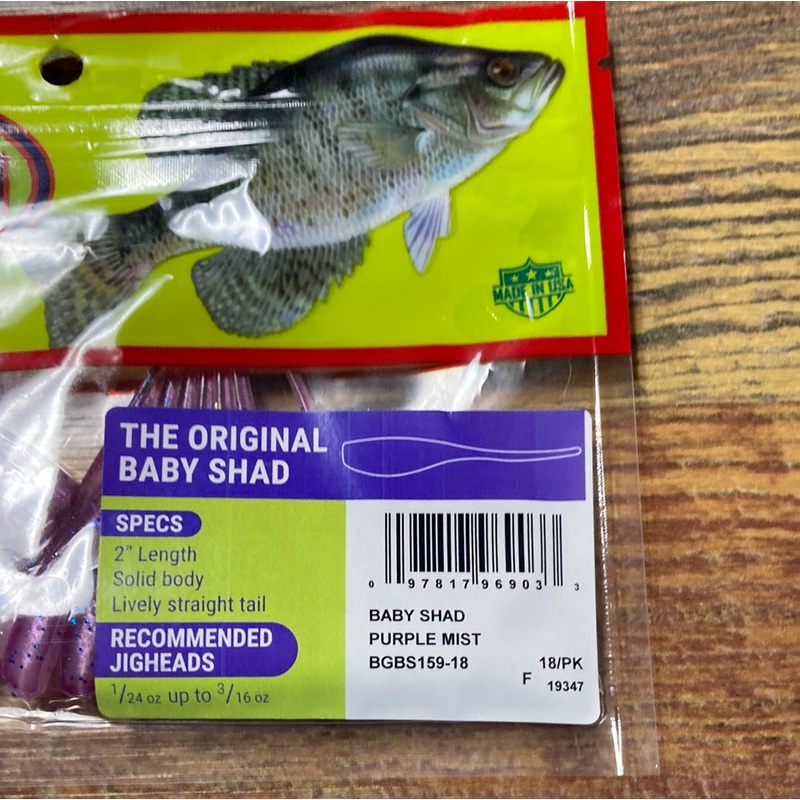 MADE IN USA
THE ORIGINAL
BABY SHAD
SPECS
2" Length
Solid body
Lively straight tail
RECOMMENDED
JIGHEADS
1/24 oz up to 3/16 oz
0 97817 96903 3
BABY SHAD
PURPLE MIST
BGBS159-18 18/PK
F 19347